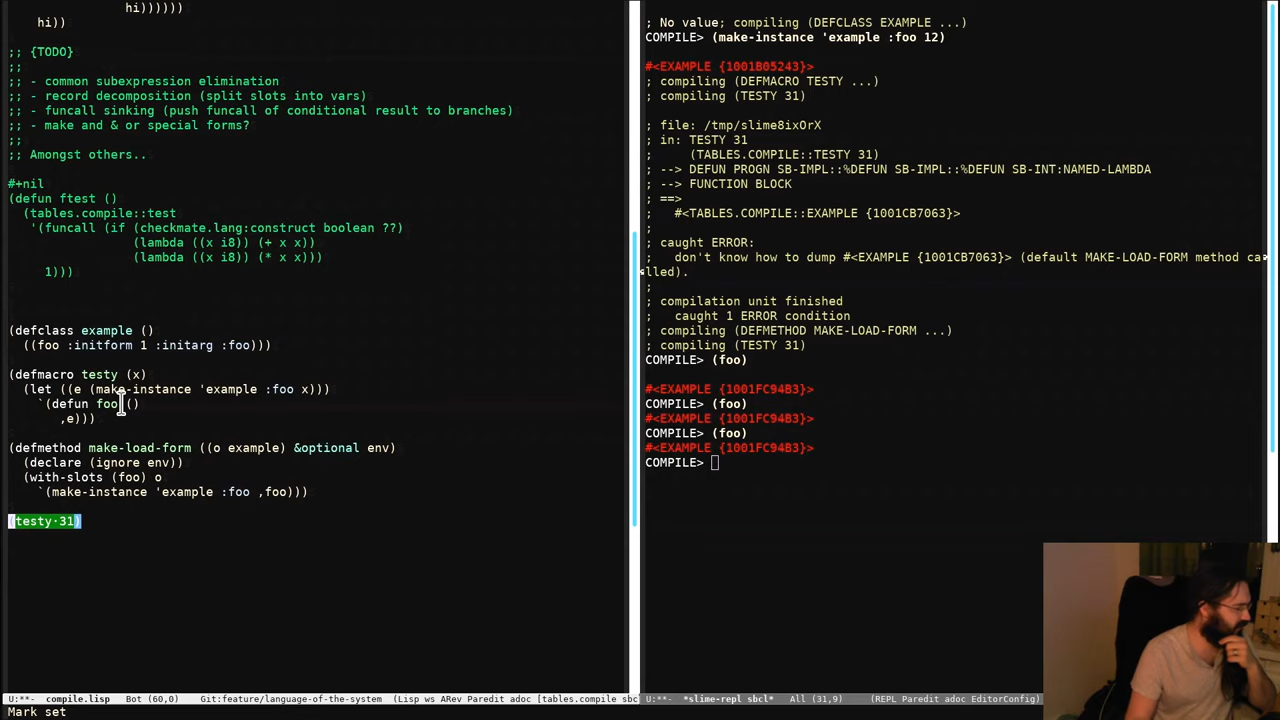 hi))))))
hi))
;; {TODO}
;;
;; - common subexpression elimination
;; - record decomposition (split slots into vars)
;; - funcall sinking (push funcall of conditional result to branches)
;; - make and & or special forms?
;;
;; Amongst others..
#+nil
(defun ftest ()
(tables.compile::test
'(funcall (if (checkmate.lang:construct boolean ??)
(lambda ((x i8)) (+ x x))
(lambda ((x i8)) (* x x)))
1)))
(defclass example ()
((foo :initform 1 :initarg :foo)))
(defmacro testy (x)
(let ((e (make-instance 'example :foo x)))
`(defun foo ()
,e)))
(defmethod make-load-form ((o example) &optional env)
(declare (ignore env))
(with-slots (foo) o
`(make-instance 'example :foo ,foo)))
(testy·31)
U:**-  compile.lisp   Bot (60,0)   Git:feature/language-of-the-system  (Lisp ws ARev Paredit adoc [tables.compile sbc
Mark set
; No value; compiling (DEFCLASS EXAMPLE ...)
COMPILE> (make-instance 'example :foo 12)
#<EXAMPLE {1001B05243}>
; compiling (DEFMACRO TESTY ...)
; compiling (TESTY 31)
; file: /tmp/slime8ixOrX
; in: TESTY 31
;      (TABLES.COMPILE::TESTY 31)
; --> DEFUN PROGN SB-IMPL::%DEFUN SB-IMPL::%DEFUN SB-INT:NAMED-LAMBDA
; --> FUNCTION BLOCK
; ==>
;   #<TABLES.COMPILE::EXAMPLE {1001CB7063}>
;
; caught ERROR:
;   don't know how to dump #<EXAMPLE {1001CB7063}> (default MAKE-LOAD-FORM method ca
lled).
;
; compilation unit finished
;   caught 1 ERROR condition
; compiling (DEFMETHOD MAKE-LOAD-FORM ...)
; compiling (TESTY 31)
COMPILE> (foo)
#<EXAMPLE {1001FC94B3}>
COMPILE> (foo)
#<EXAMPLE {1001FC94B3}>
COMPILE> (foo)
#<EXAMPLE {1001FC94B3}>
COMPILE>
U:**-  *slime-repl sbcl*   All (31,9)   (REPL Paredit adoc EditorConfig)